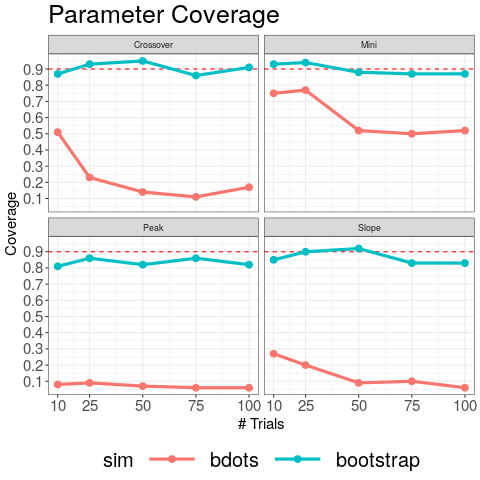 Parameter Coverage
Crossover Mini
0.9
0.8
0.7
0.6
0.5
0.4
0.3
0.2
0.1
Coverage
Peak Slope
0.9
0.8
0.7
0.6
0.5
0.4
0.3
0.2
0.1
10 25 50 75 100 10 25 50 75 100
# Trials
sim bdots bootstrap